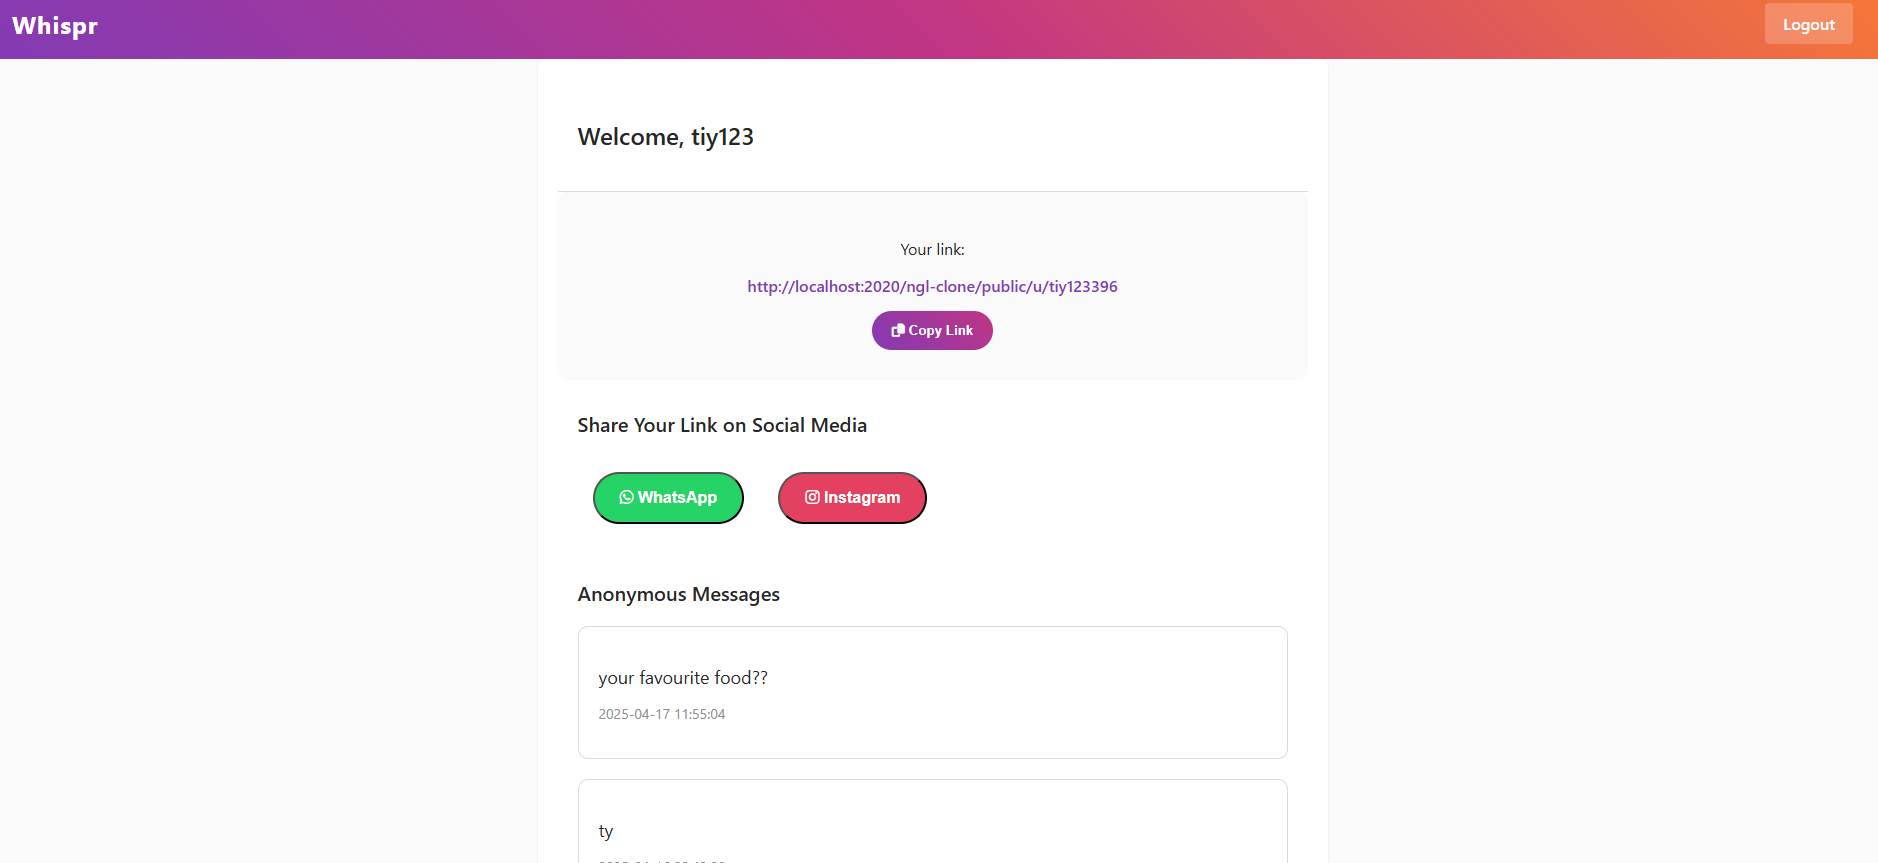 Whispr
Logout
Welcome, tiy123
Your link:
http://localhost:2020/ngl-clone/public/u/tiy123396
Copy Link
Share Your Link on Social Media
WhatsApp
Instagram
Anonymous Messages
your favourite food??
2025-04-17 11:55:04
ty